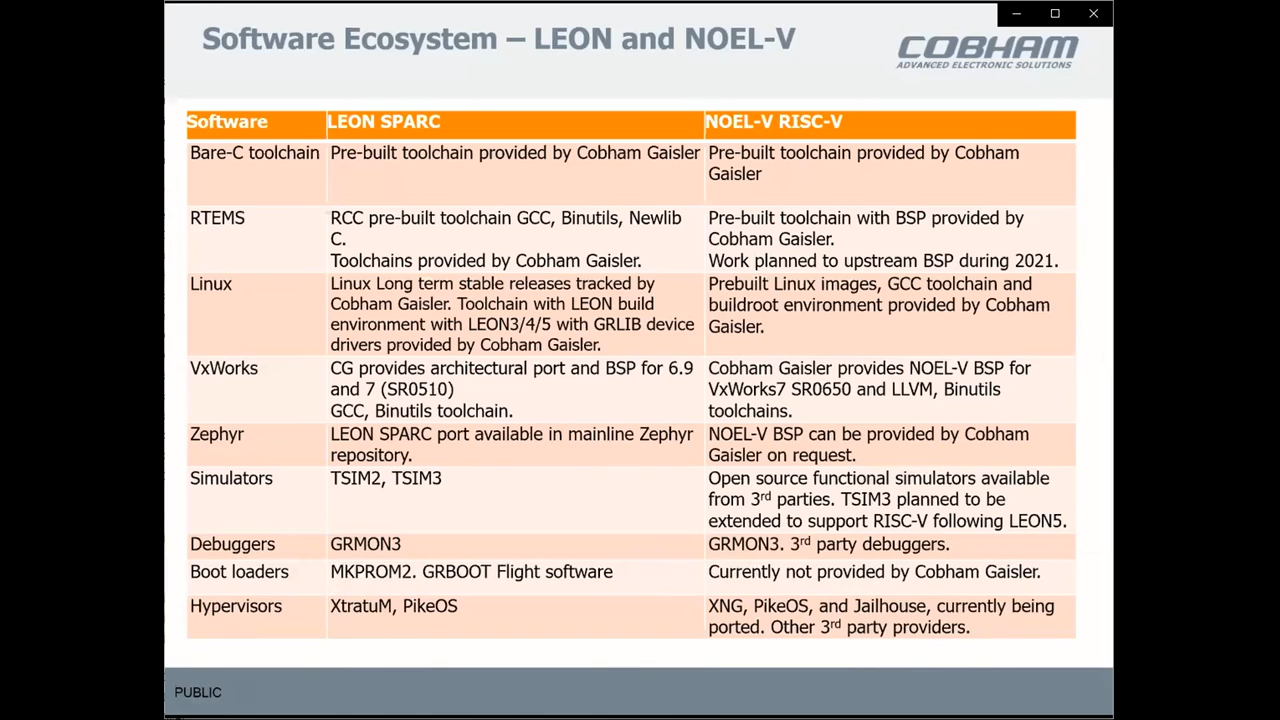 Software Ecosystem – LEON and NOEL-V
COBHAM
ADVANCED ELECTRONIC SOLUTIONS
Software
LEON SPARC
NOEL-V RISC-V
Bare-C toolchain
Pre-built toolchain provided by Cobham Gaisler
Pre-built toolchain provided by Cobham
Gaisler
RTEMS
RCC pre-built toolchain GCC, Binutils, Newlib
C.
Toolchains provided by Cobham Gaisler.
Pre-built toolchain with BSP provided by
Cobham Gaisler.
Work planned to upstream BSP during 2021.
Linux
Linux Long term stable releases tracked by
Cobham Gaisler. Toolchain with LEON build
environment with LEON3/4/5 with GRLIB device
drivers provided by Cobham Gaisler.
Prebuilt Linux images, GCC toolchain and
buildroot environment provided by Cobham
Gaisler.
VxWorks
CG provides architectural port and BSP for 6.9
and 7 (SR0510)
GCC, Binutils toolchain.
Cobham Gaisler provides NOEL-V BSP for
VxWorks7 SR0650 and LLVM, Binutils
toolchains.
Zephyr
LEON SPARC port available in mainline Zephyr
repository.
NOEL-V BSP can be provided by Cobham
Gaisler on request.
Simulators
TSIM2, TSIM3
Open source functional simulators available
from 3rd parties. TSIM3 planned to be
extended to support RISC-V following LEON5.
Debuggers
GRMON3
GRMON3. 3rd party debuggers.
Boot loaders
MKPROM2. GRBOOT Flight software
Currently not provided by Cobham Gaisler.
Hypervisors
XtratuM, PikeOS
XNG, PikeOS, and Jailhouse, currently being
ported. Other 3rd party providers.
PUBLIC